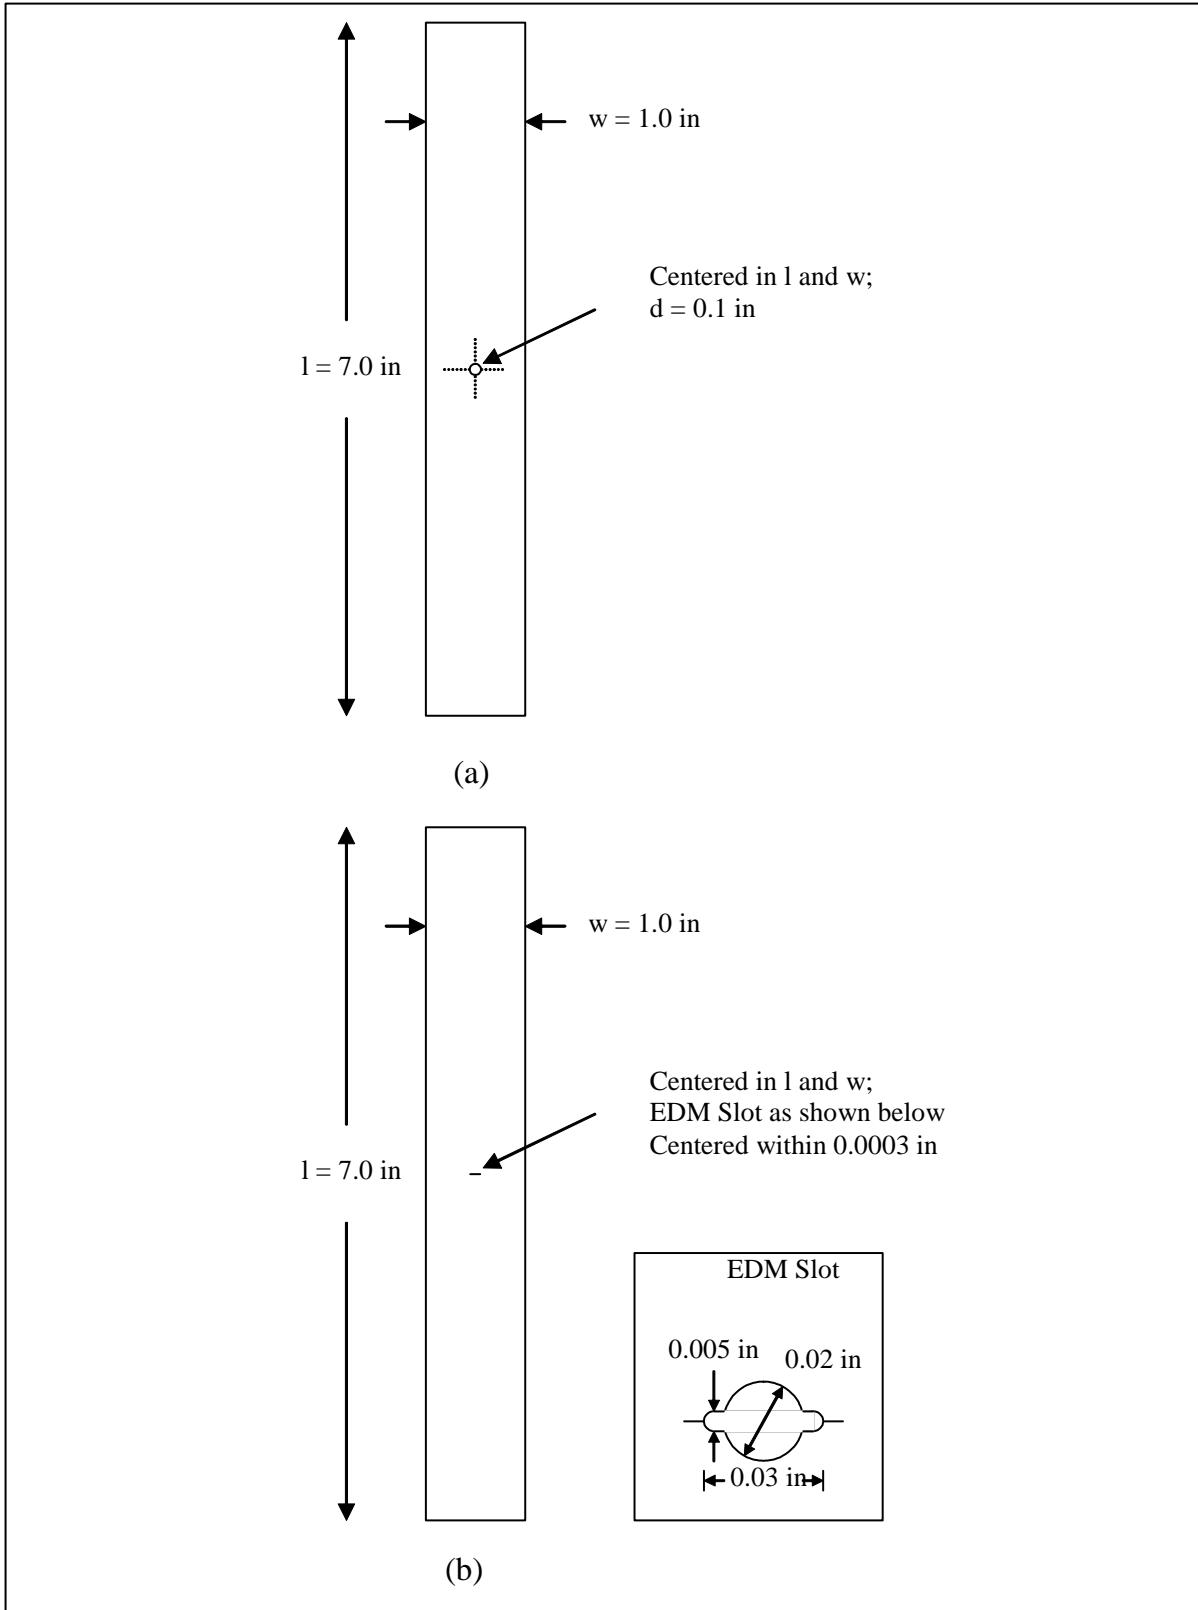 w = 1.0 in
Centered in l and w;
d = 0.1 in
l = 7.0 in
(a)
w = 1.0 in
Centered in l and w;
EDM Slot as shown below
Centered within 0.0003 in
l = 7.0 in
EDM Slot
0.005 in
0.02 in
0.03 in
(b)